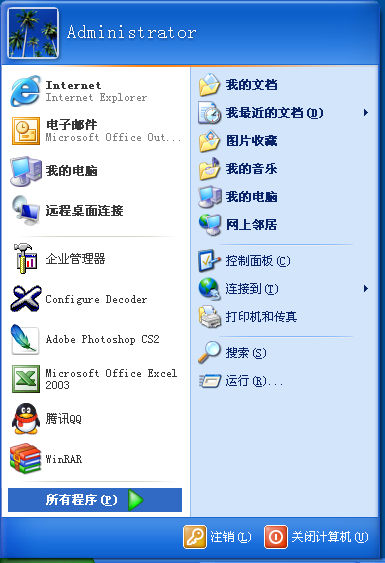 Administrator
Internet
Internet Explorer
电子邮件
Microsoft Office Out...
我的电脑
远程桌面连接
企业管理器
Configure Decoder
Adobe Photoshop CS2
Microsoft Office Excel
2003
腾讯QQ
WinRAR
所有程序(P)
我的文档
我最近的文档(D)
图片收藏
我的音乐
我的电脑
网上邻居
控制面板(C)
连接到(T)
打印机和传真
搜索(S)
运行(R)...
注销(L)
关闭计算机(U)